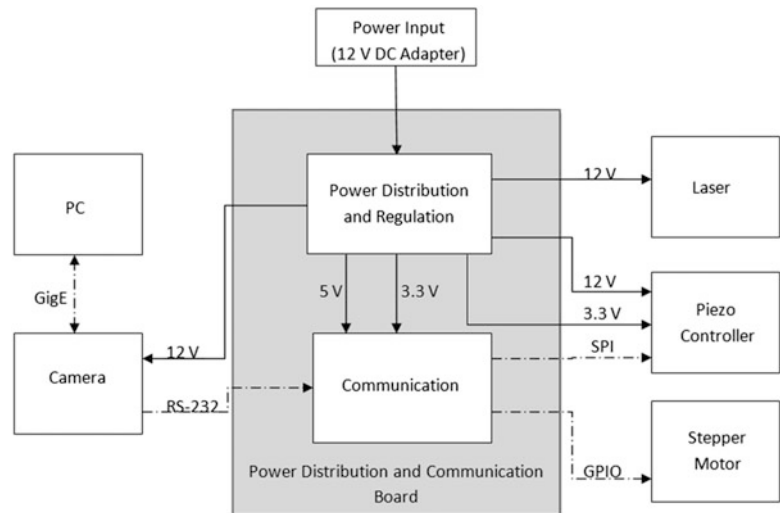 Power Input
(12 V DC Adapter)
PC
Power Distribution
and Regulation
12 V
Laser
GigE
5 V
3.3 V
12 V
3.3 V
Piezo
Controller
Camera
12 V
RS-232
Communication
SPI
GPIO
Stepper
Motor
Power Distribution and Communication
Board